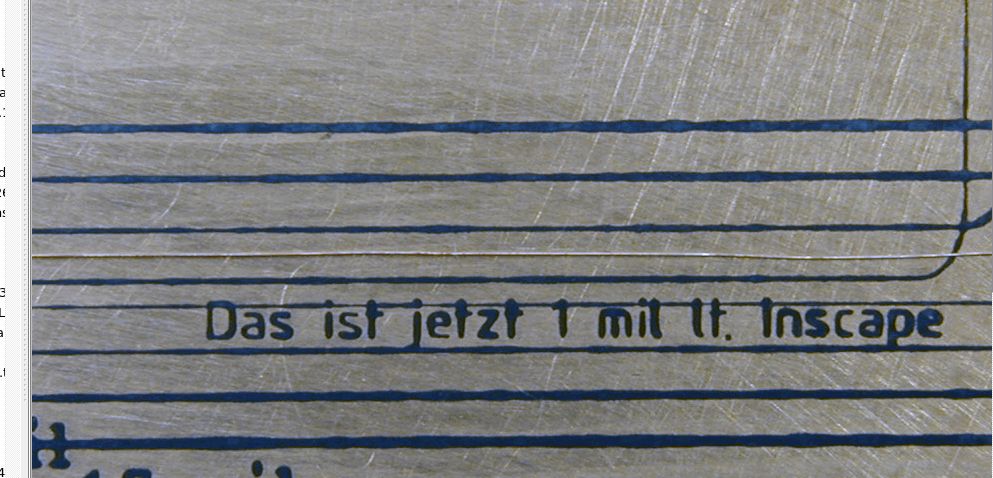 Das ist jetzt 1 mil lt. Inscape